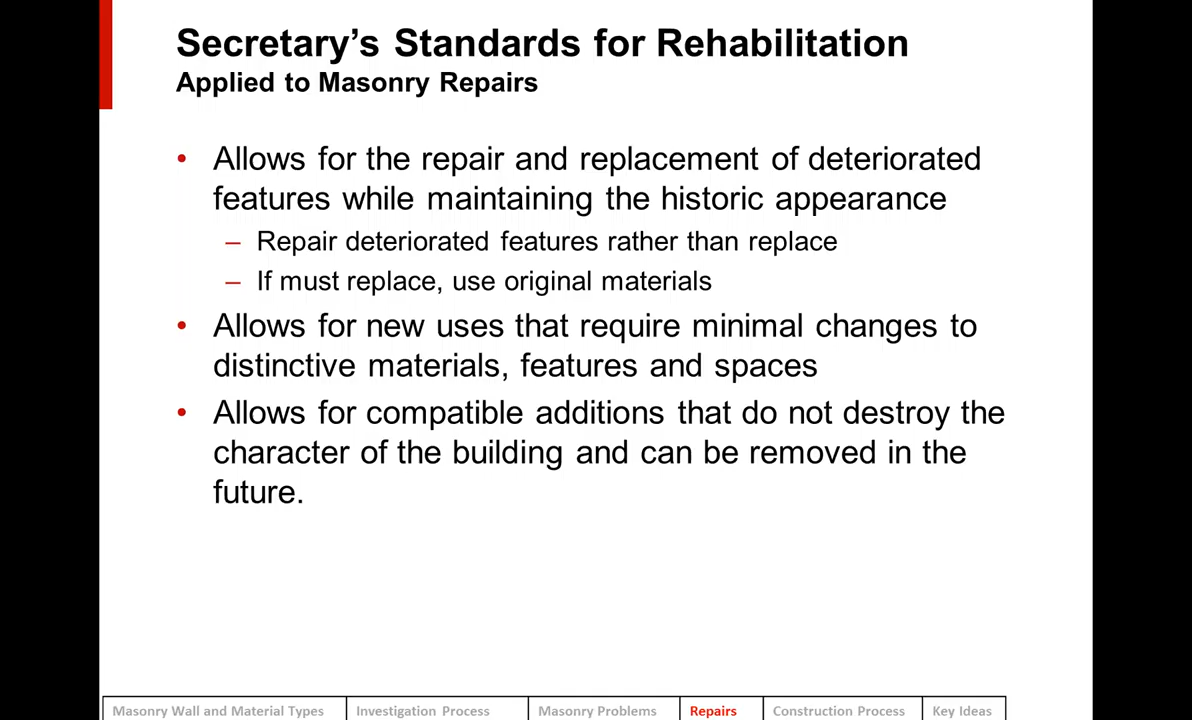 Secretary's Standards for Rehabilitation
Applied to Masonry Repairs
• Allows for the repair and replacement of deteriorated
features while maintaining the historic appearance
– Repair deteriorated features rather than replace
– If must replace, use original materials
• Allows for new uses that require minimal changes to
distinctive materials, features and spaces
• Allows for compatible additions that do not destroy the
character of the building and can be removed in the
future.
Masonry Wall and Material Types Investigation Process Masonry Problems Repairs Construction Process Key Ideas